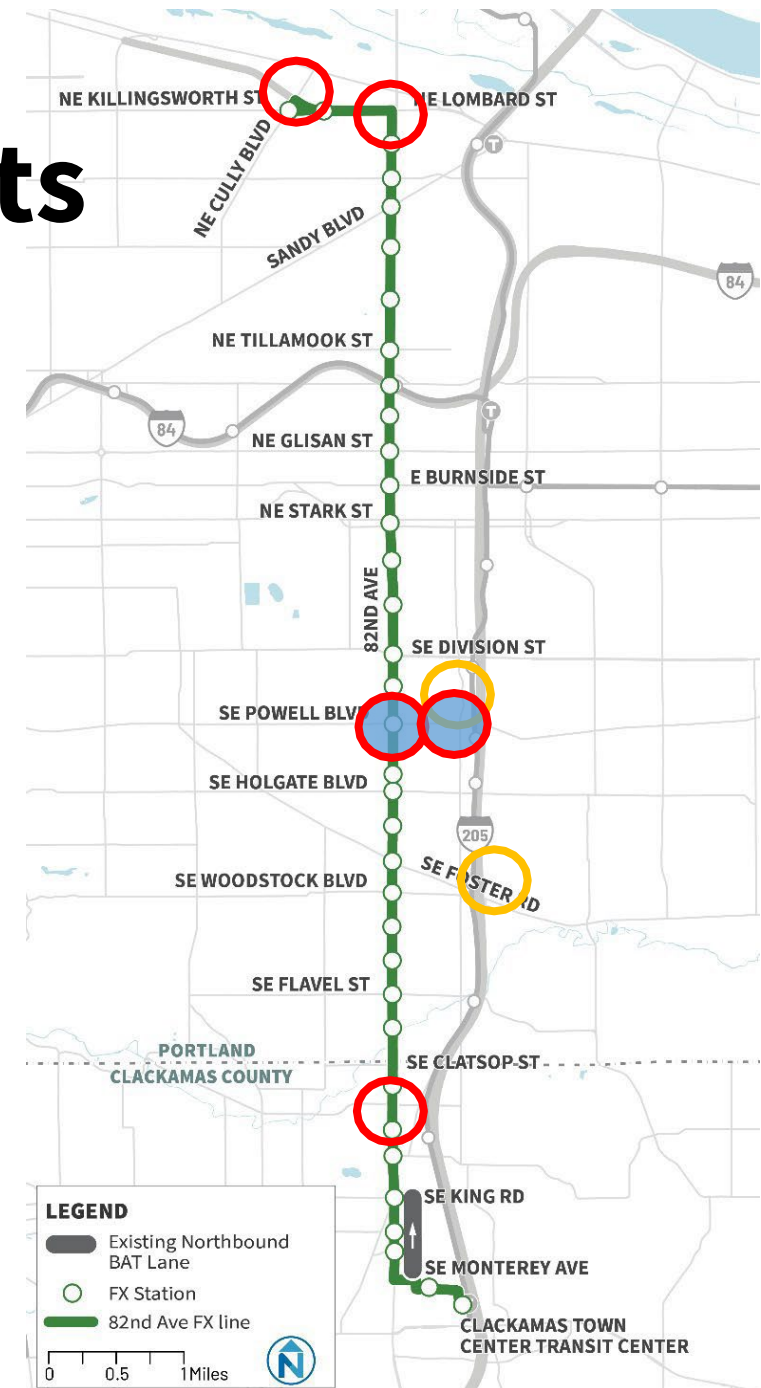 NE KILLINGSWORTH ST
NE LOMBARD ST
ts
NE CULLY BLVD
SANDY BLVD
84
NE TILLAMOOK ST
84
NE GLISAN ST
E BURNSIDE ST
NE STARK ST
82ND AVE
SE DIVISION ST
SE POWELL BLVD
SE HOLGATE BLVD
205
SE FOSTER RD
SE WOODSTOCK BLVD
SE FLAVEL ST
PORTLAND
CLACKAMAS COUNTY
SE CLATSOP ST
SE KING RD
SE MONTEREY AVE
CLACKAMAS TOWN
CENTER TRANSIT CENTER
LEGEND
Existing Northbound
BAT Lane
FX Station
82nd Ave FX line
0 0.5 1Miles
N
T
T